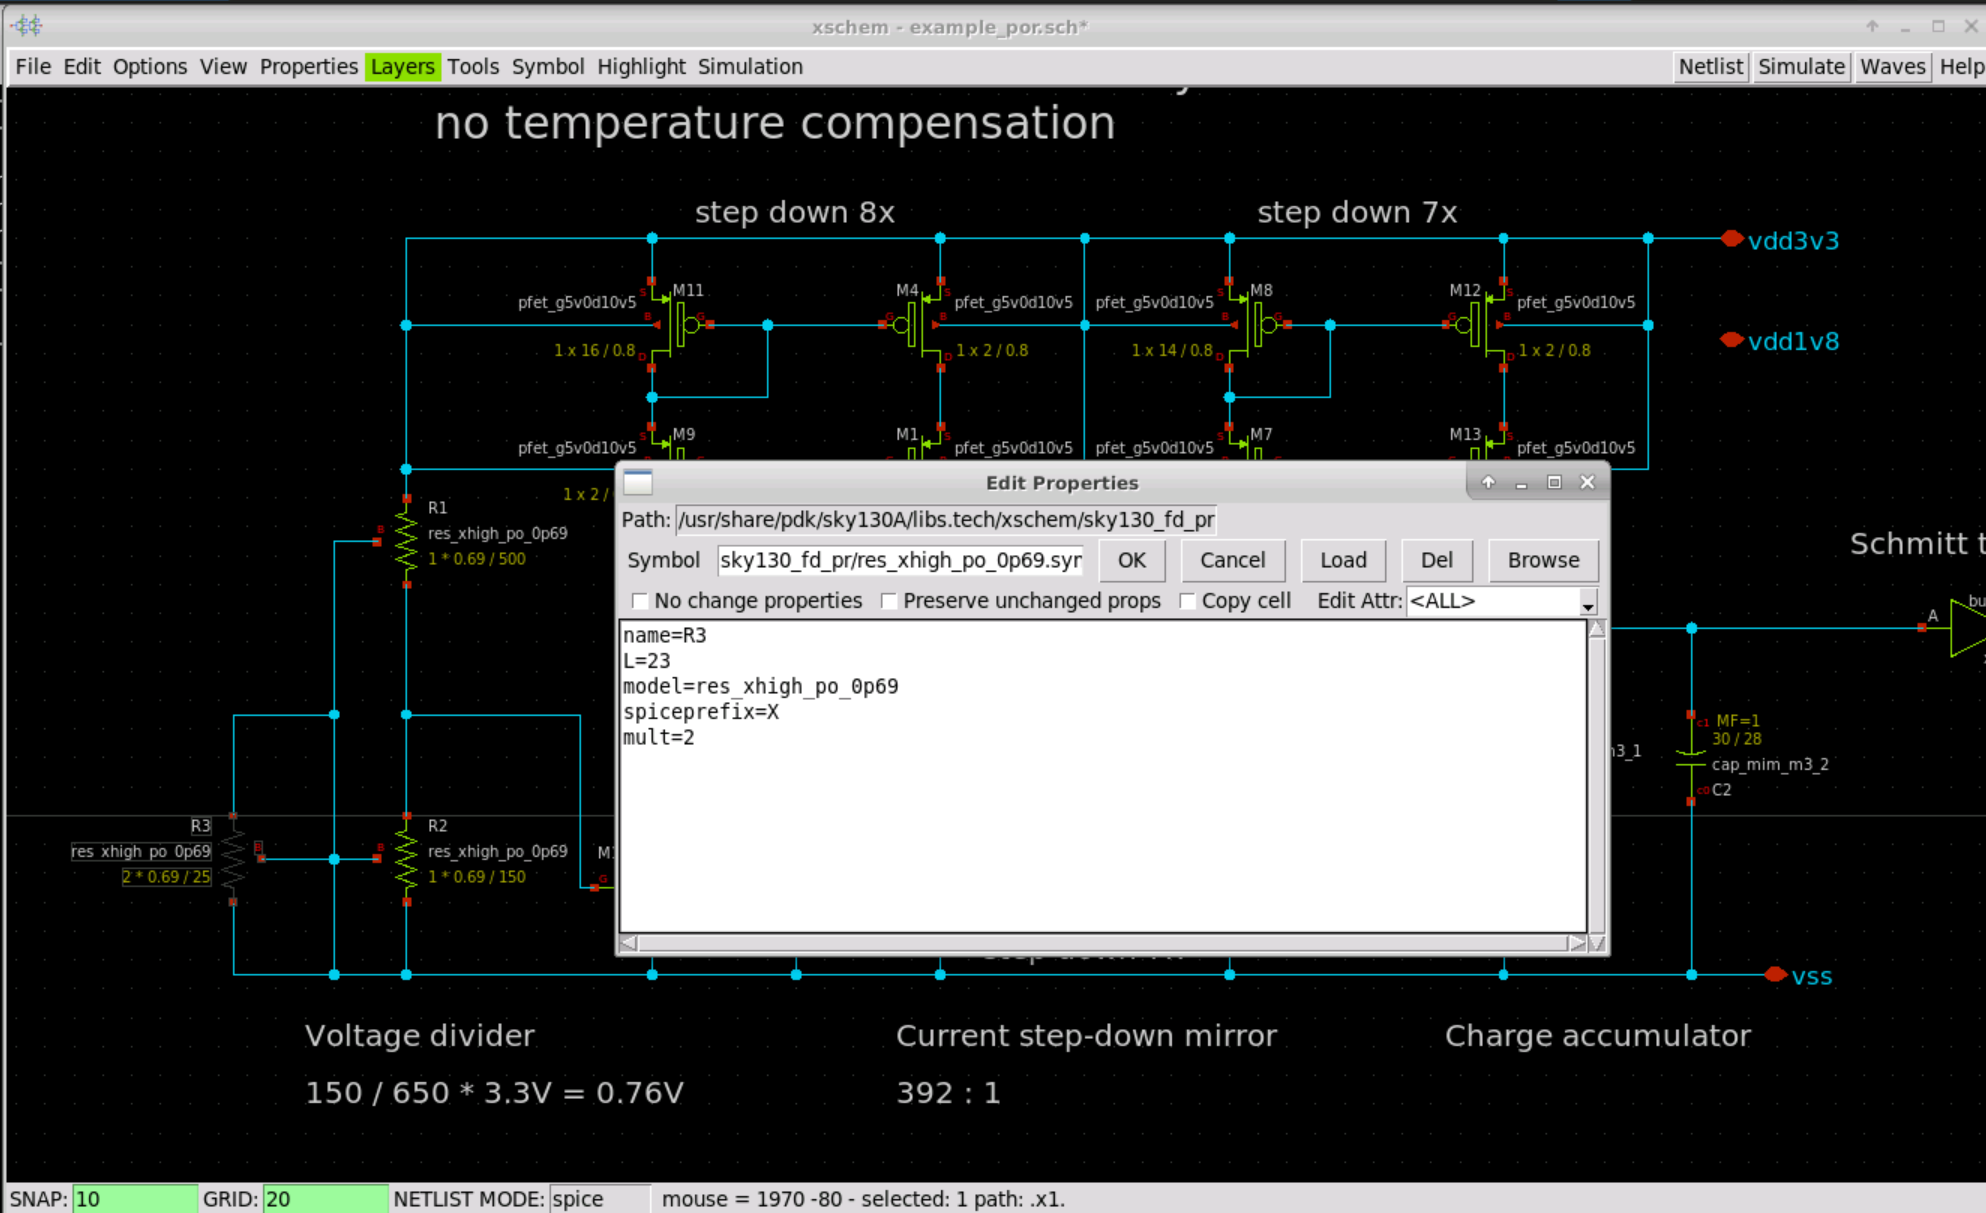 xschem - example_por.sch*
File Edit Options View Properties Layers Tools Symbol Highlight Simulation Netlist Simulate Waves Help
no temperature compensation
step down 8x
step down 7x
vdd3v3
M11
M4
M8
M12
pfet_g5v0d10v5
pfet_g5v0d10v5
pfet_g5v0d10v5
pfet_g5v0d10v5
1 x 16 / 0.8
1 x 2 / 0.8
1 x 14 / 0.8
1 x 2 / 0.8
vdd1v8
M9
M1
M7
M13
pfet_g5v0d10v5
pfet_g5v0d10v5
pfet_g5v0d10v5
pfet_g5v0d10v5
1 x 2 /
R1
res_xhigh_po_0p69
1 * 0.69 / 500
Edit Properties
Path: /usr/share/pdk/sky130A/libs.tech/xschem/sky130_fd_pr
Symbol sky130_fd_pr/res_xhigh_po_0p69.syr OK Cancel Load Del Browse
No change properties Preserve unchanged props Copy cell Edit Attr: <ALL>
name=R3
L=23
model=res_xhigh_po_0p69
spiceprefix=X
mult=2
Schmitt t
A
bu
MF=1
30 / 28
cap_mim_m3_2
C2
c1
c0
m3_1
R3
res_xhigh_po_0p69
2 * 0.69 / 25
B
R2
res_xhigh_po_0p69
1 * 0.69 / 150
B
G
vss
Voltage divider
150 / 650 * 3.3V = 0.76V
Current step-down mirror
392 : 1
Charge accumulator
SNAP: 10 GRID: 20 NETLIST MODE: spice mouse = 1970 -80 - selected: 1 path: .x1.